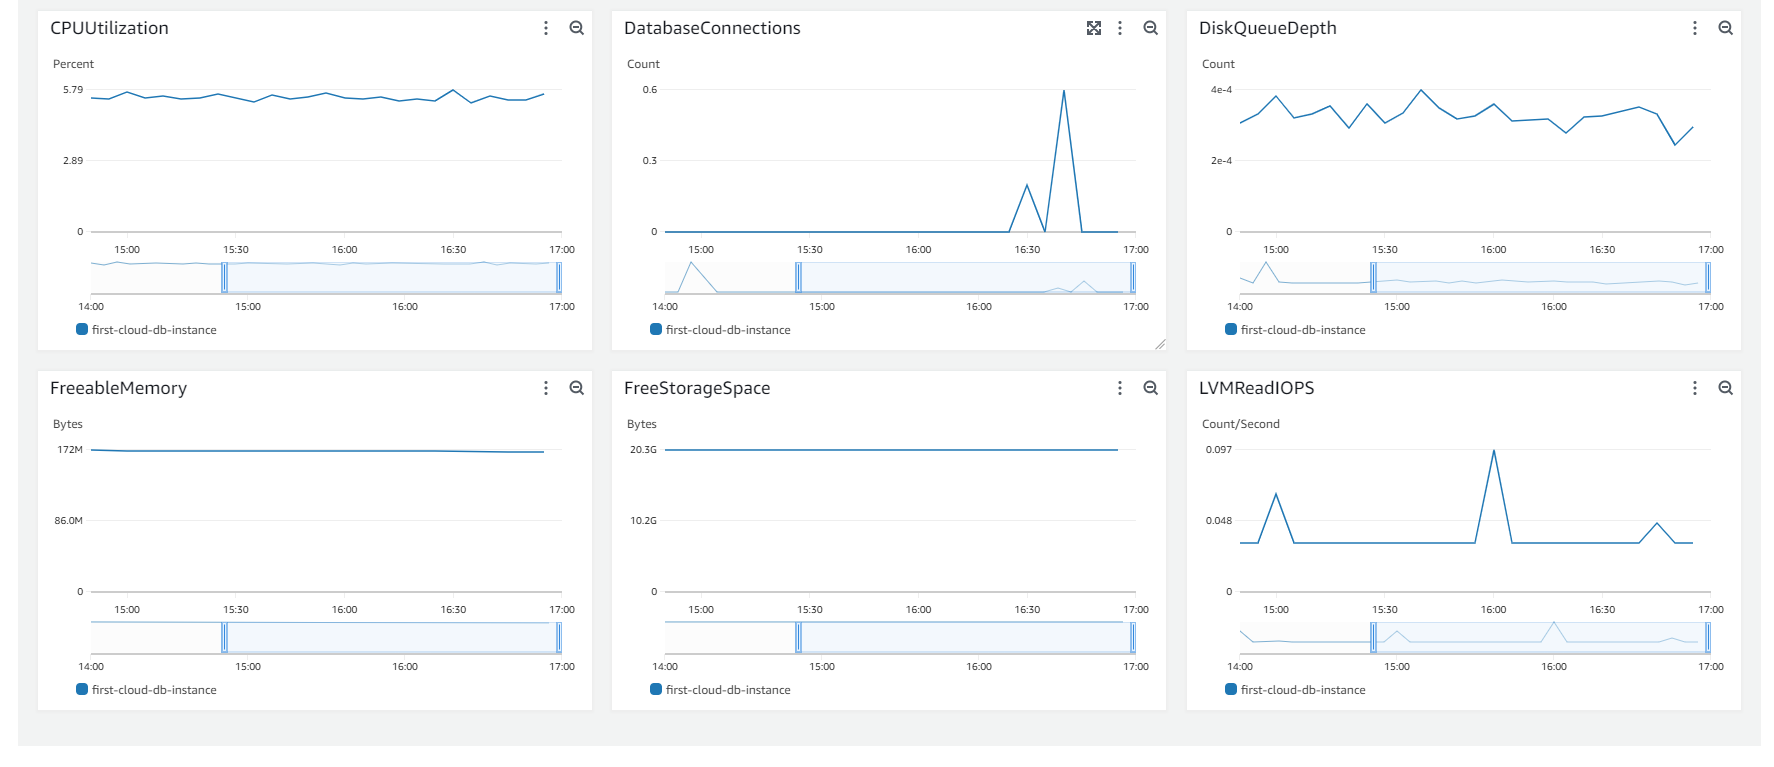 CPUUtilization
Percent
5.79
2.89
0
15:00 15:30 16:00 16:30 17:00
14:00 15:00 16:00 17:00
first-cloud-db-instance
DatabaseConnections
Count
0.6
0.3
0
15:00 15:30 16:00 16:30 17:00
14:00 15:00 16:00 17:00
first-cloud-db-instance
DiskQueueDepth
Count
4e-4
2e-4
0
15:00 15:30 16:00 16:30 17:00
14:00 15:00 16:00 17:00
first-cloud-db-instance
FreeableMemory
Bytes
172M
86.0M
0
15:00 15:30 16:00 16:30 17:00
14:00 15:00 16:00 17:00
first-cloud-db-instance
FreeStorageSpace
Bytes
20.3G
10.2G
0
15:00 15:30 16:00 16:30 17:00
14:00 15:00 16:00 17:00
first-cloud-db-instance
LVMReadIOPS
Count/Second
0.097
0.048
0
15:00 15:30 16:00 16:30 17:00
14:00 15:00 16:00 17:00
first-cloud-db-instance